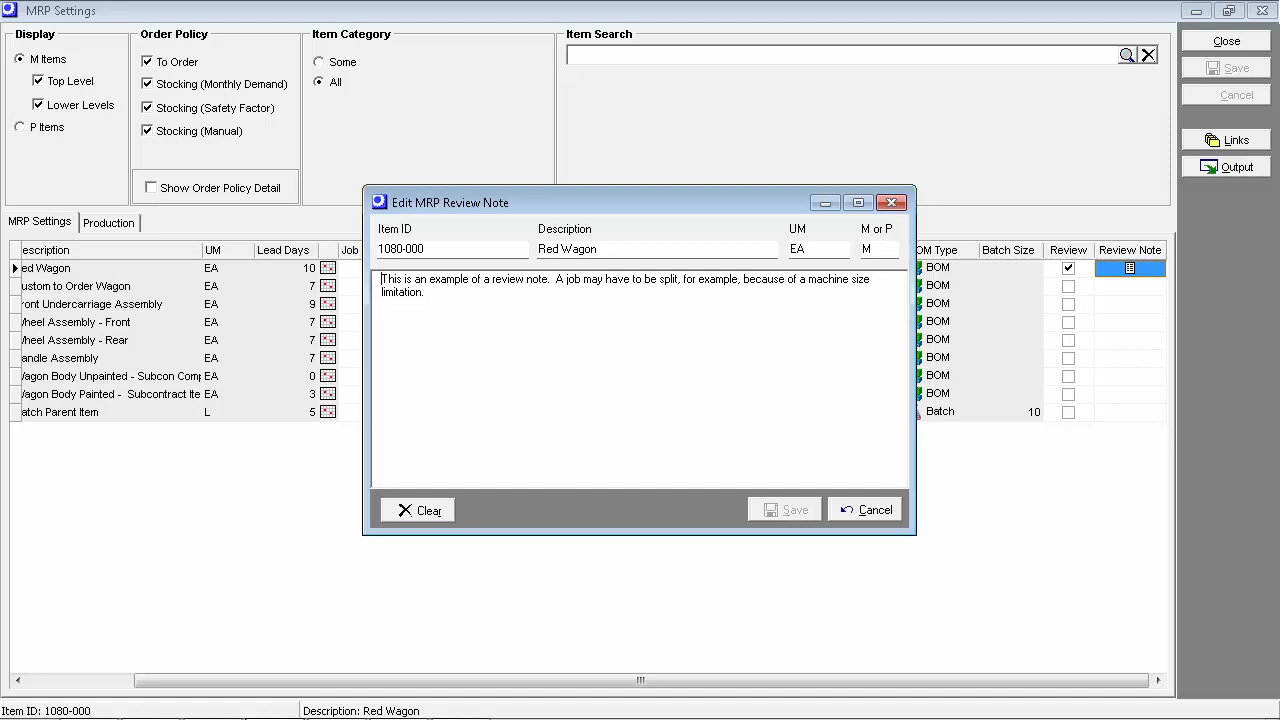 MRP Settings
Display
M Items
Top Level
Lower Levels
P Items
Order Policy
To Order
Stocking (Monthly Demand)
Stocking (Safety Factor)
Stocking (Manual)
Show Order Policy Detail
Item Category
Some
All
Item Search
Close
Save
Cancel
Links
Output
MRP Settings
Production
escription UM Lead Days Job OM Type Batch Size Review Review Note
ed Wagon EA 10 BOM
ustom to Order Wagon EA 7 BOM
ront Undercarriage Assembly EA 9 BOM
heel Assembly - Front EA 7 BOM
heel Assembly - Rear EA 7 BOM
andle Assembly EA 7 BOM
agon Body Unpainted - Subcon Comp EA 0 BOM
agon Body Painted - Subcontract Ite EA 3 BOM
atch Parent Item L 5 Batch 10
Edit MRP Review Note
Item ID Description UM M or P
1080-000 Red Wagon EA M
This is an example of a review note. A job may have to be split, for example, because of a machine size
limitation.
Clear
Save
Cancel
Item ID: 1080-000 Description: Red Wagon